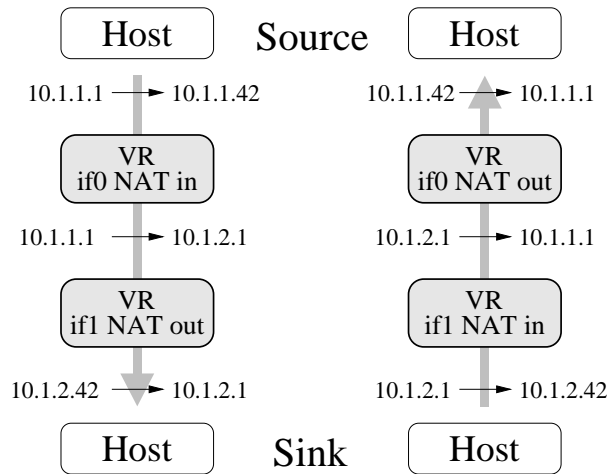 Host Source Host
10.1.1.1 10.1.1.42 10.1.1.42 10.1.1.1
VR VR
if0 NAT in if0 NAT out
10.1.1.1 10.1.2.1 10.1.2.1 10.1.1.1
VR VR
if1 NAT out if1 NAT in
10.1.2.42 10.1.2.1 10.1.2.1 10.1.2.42
Host Sink Host